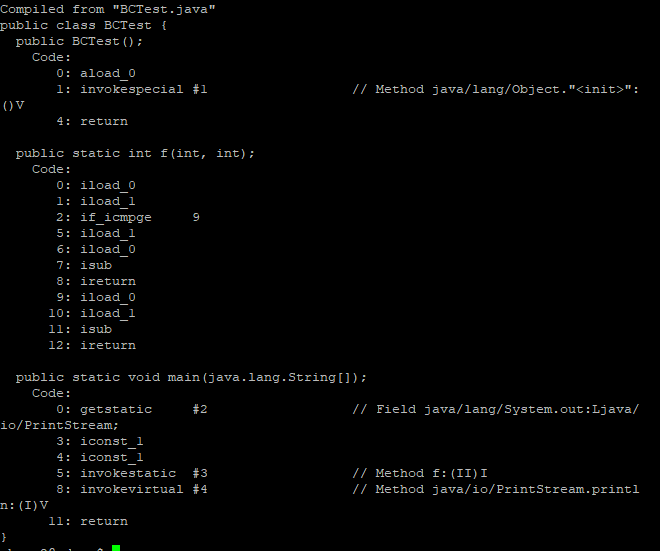 Compiled from "BCTest.java"
public class BCTest {
  public BCTest();
    Code:
       0: aload_0
       1: invokespecial #1                  // Method java/lang/Object."<init>":
()V
       4: return

  public static int f(int, int);
    Code:
       0: iload_0
       1: iload_1
       2: if_icmpge     9
       5: iload_1
       6: iload_0
       7: isub
       8: ireturn
       9: iload_0
      10: iload_1
      11: isub
      12: ireturn

  public static void main(java.lang.String[]);
    Code:
       0: getstatic     #2                  // Field java/lang/System.out:Ljava/
io/PrintStream;
       3: iconst_1
       4: iconst_1
       5: invokestatic  #3                  // Method f:(II)I
       8: invokevirtual #4                  // Method java/io/PrintStream.printl
n:(I)V
      11: return
}